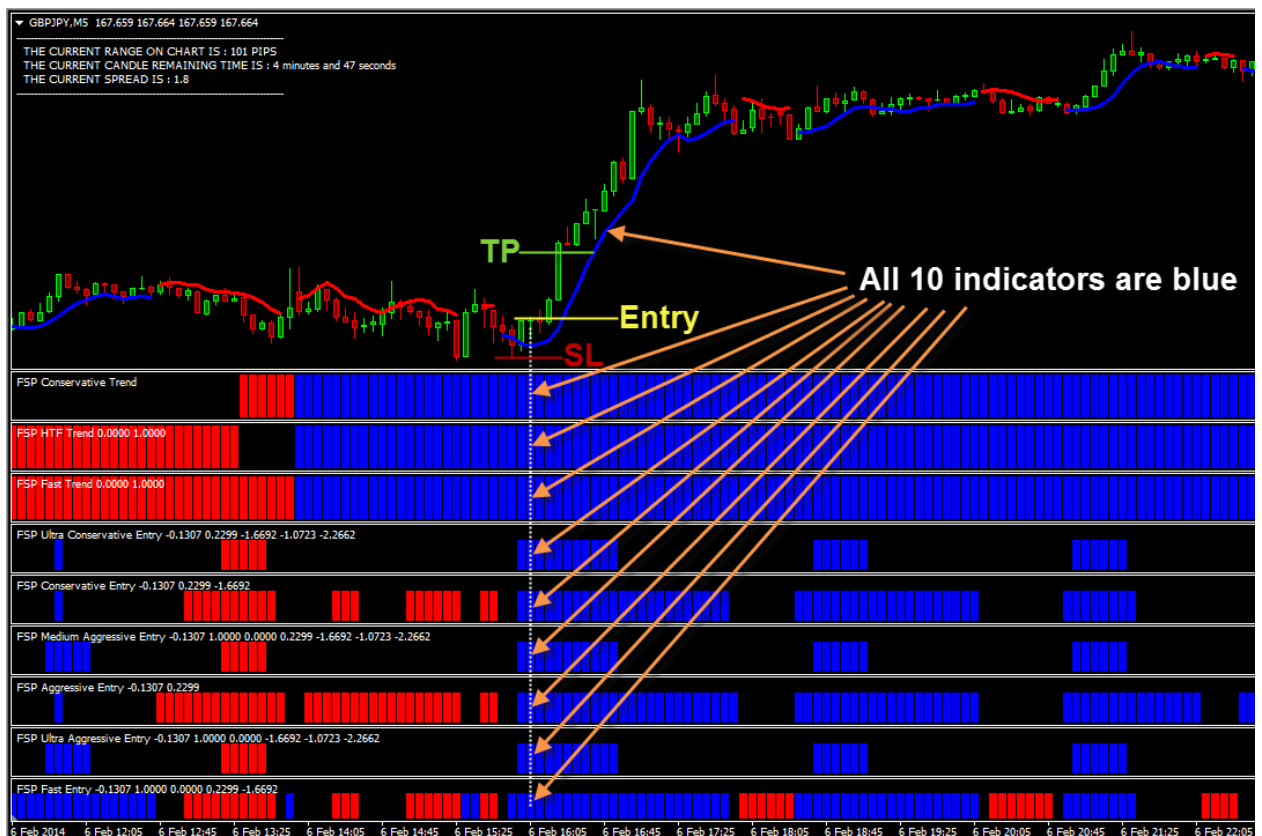 GBPJPY,M5 167.659 167.664 167.659 167.664
THE CURRENT RANGE ON CHART IS : 101 PIPS
THE CURRENT CANDLE REMAINING TIME IS : 4 minutes and 47 seconds
THE CURRENT SPREAD IS : 1.8
TP
All 10 indicators are blue
Entry
SL
FSP Conservative Trend
FSP HTF Trend 0.0000 1.0000
FSP Fast Trend 0.0000 1.0000
FSP Ultra Conservative Entry -0.1307 0.2299 -1.6692 -1.0723 -2.2662
FSP Conservative Entry -0.1307 0.2299 -1.6692
FSP Medium Aggressive Entry -0.1307 1.0000 0.0000 0.2299 -1.6692 -1.0723 -2.2662
FSP Aggressive Entry -0.1307 0.2299
FSP Ultra Aggressive Entry -0.1307 1.0000 0.0000 -1.6692 -1.0723 -2.2662
FSP Fast Entry -0.1307 1.0000 0.0000 0.2299 -1.6692
6 Feb 2014 6 Feb 12:05 6 Feb 12:45 6 Feb 13:25 6 Feb 14:05 6 Feb 14:45 6 Feb 15:25 6 Feb 16:05 6 Feb 16:45 6 Feb 17:25 6 Feb 18:05 6 Feb 18:45 6 Feb 19:25 6 Feb 20:05 6 Feb 20:45 6 Feb 21:25 6 Feb 22:05